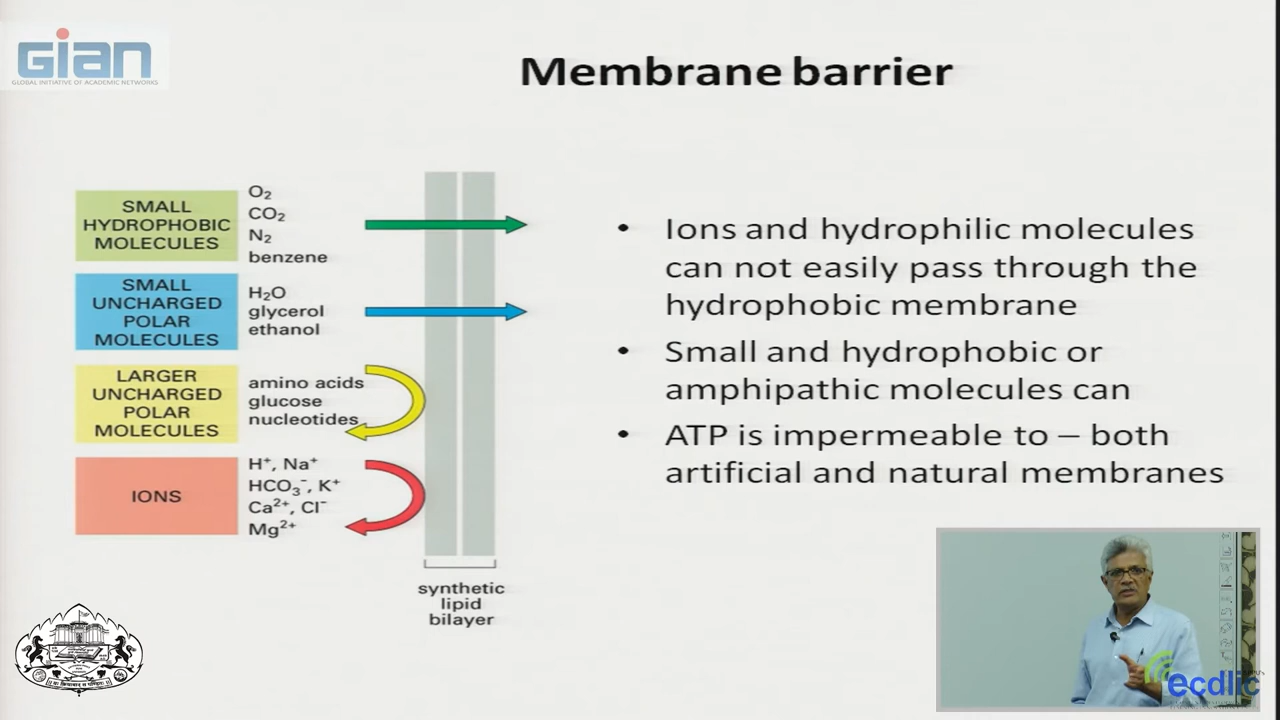 GIAN
GLOBAL INITIATIVE OF ACADEMIC NETWORKS
Membrane barrier
SMALL
HYDROPHOBIC
MOLECULES
O₂
CO₂
N₂
benzene
SMALL
UNCHARGED
POLAR
MOLECULES
H₂O
glycerol
ethanol
LARGER
UNCHARGED
POLAR
MOLECULES
amino acids
glucose
nucleotides
IONS
H⁺, Na⁺
HCO₃⁻, K⁺
Ca²⁺, Cl⁻
Mg²⁺
synthetic
lipid
bilayer
• Ions and hydrophilic molecules
can not easily pass through the
hydrophobic membrane
• Small and hydrophobic or
amphipathic molecules can
• ATP is impermeable to – both
artificial and natural membranes
ecdlic